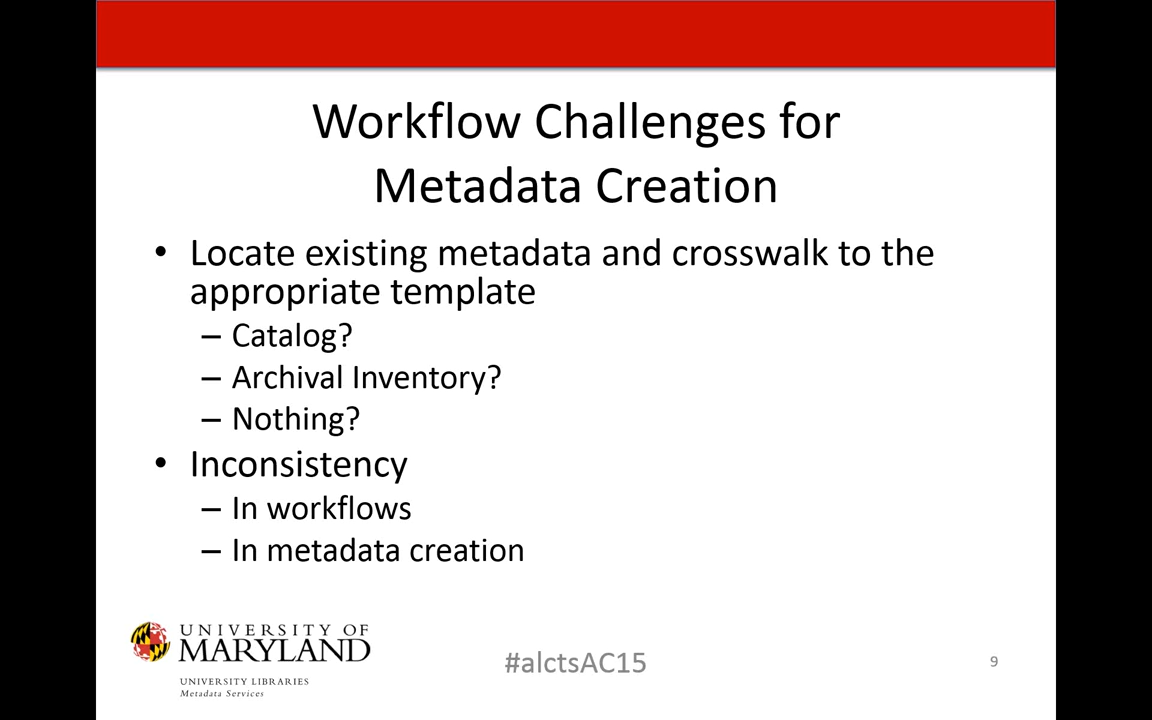 Workflow Challenges for
Metadata Creation
• Locate existing metadata and crosswalk to the
appropriate template
– Catalog?
– Archival Inventory?
– Nothing?
• Inconsistency
– In workflows
– In metadata creation
UNIVERSITY OF
MARYLAND
UNIVERSITY LIBRARIES
Metadata Services
#alctsAC15
9